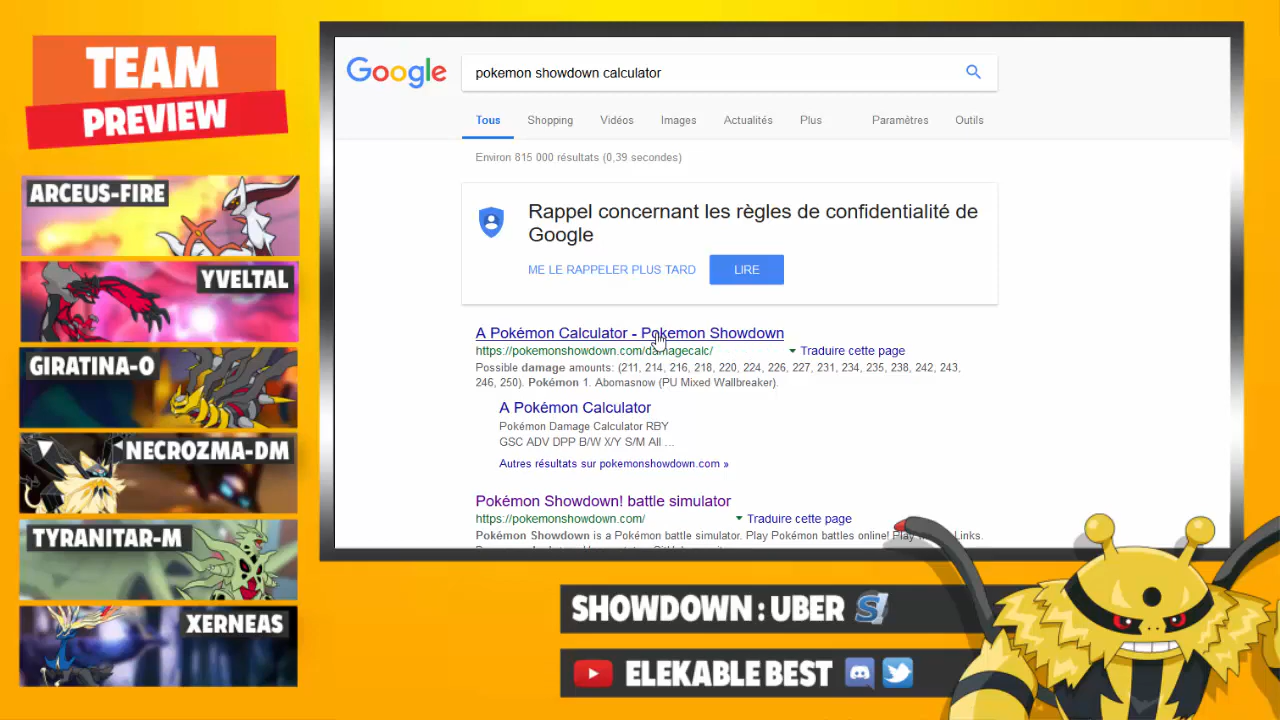 TEAM
PREVIEW
ARCEUS-FIRE
YVELTAL
GIRATINA-O
NECROZMA-DM
TYRANITAR-M
XERNEAS
Google
pokemon showdown calculator
Tous Shopping Vidéos Images Actualités Plus Paramètres Outils
Environ 815 000 résultats (0,39 secondes)
Rappel concernant les règles de confidentialité de
Google
ME LE RAPPELER PLUS TARD LIRE
A Pokémon Calculator - Pokemon Showdown
https://pokemonshowdown.com/damagecalc/ Traduire cette page
Possible damage amounts: (211, 214, 216, 218, 220, 224, 226, 227, 231, 234, 235, 238, 242, 243,
246, 250). Pokémon 1. Abomasnow (PU Mixed Wallbreaker).
A Pokémon Calculator
Pokémon Damage Calculator RBY
GSC ADV DPP B/W X/Y S/M All ...
Autres résultats sur pokemonshowdown.com »
Pokémon Showdown! battle simulator
https://pokemonshowdown.com/ Traduire cette page
Pokémon Showdown is a Pokémon battle simulator. Play Pokémon battles online! Play
SHOWDOWN : UBER
ELEKABLE BEST